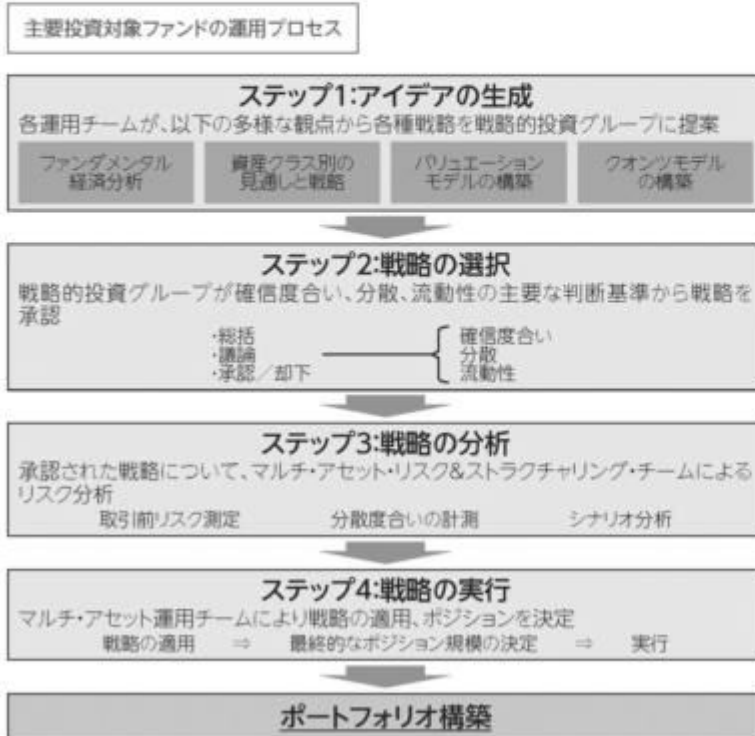 主要投資対象ファンドの運用プロセス
ステップ1:アイデアの生成
各運用チームが、以下の多様な観点から各種戦略を戦略的投資グループに提案
ファンダメンタル
経済分析
資産クラス別の
見通しと戦略
バリュエーション
モデルの構築
クオンツモデル
の構築
ステップ2:戦略の選択
戦略的投資グループが確信度合い、分散、流動性の主要な判断基準から戦略を
承認
・総括
・議論
・承認／却下
確信度合い
分散
流動性
ステップ3:戦略の分析
承認された戦略について、マルチ・アセット・リスク&ストラクチャリング・チームによる
リスク分析
取引前リスク測定 分散度合いの計測 シナリオ分析
ステップ4:戦略の実行
マルチ・アセット運用チームにより戦略の適用、ポジションを決定
戦略の適用 ⇒ 最終的なポジション規模の決定 ⇒ 実行
ポートフォリオ構築